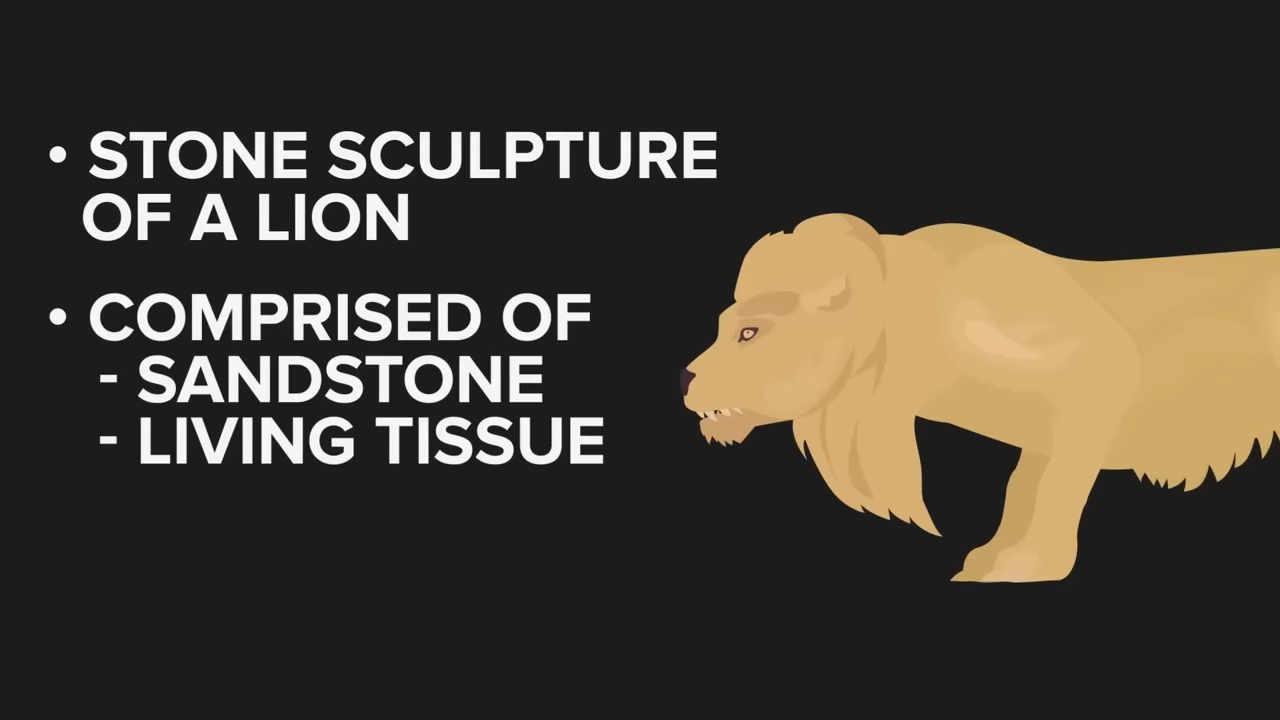 • STONE SCULPTURE
OF A LION
• COMPRISED OF
- SANDSTONE
- LIVING TISSUE